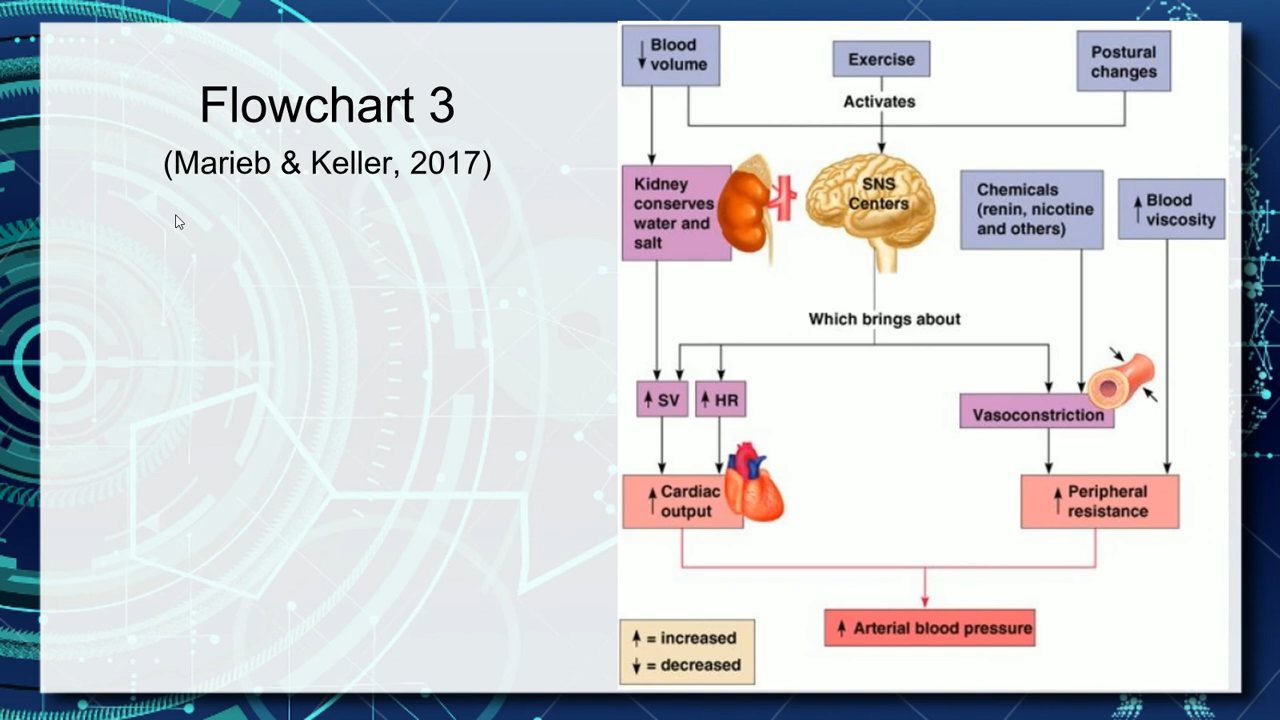 Flowchart 3
(Marieb & Keller, 2017)
↓ Blood
volume
Exercise
Postural
changes
Activates
Kidney
conserves
water and
salt
SNS
Centers
Chemicals
(renin, nicotine
and others)
↑ Blood
viscosity
Which brings about
↑ SV
↑ HR
Vasoconstriction
↑ Cardiac
output
↑ Peripheral
resistance
↑ Arterial blood pressure
↑ = increased
↓ = decreased